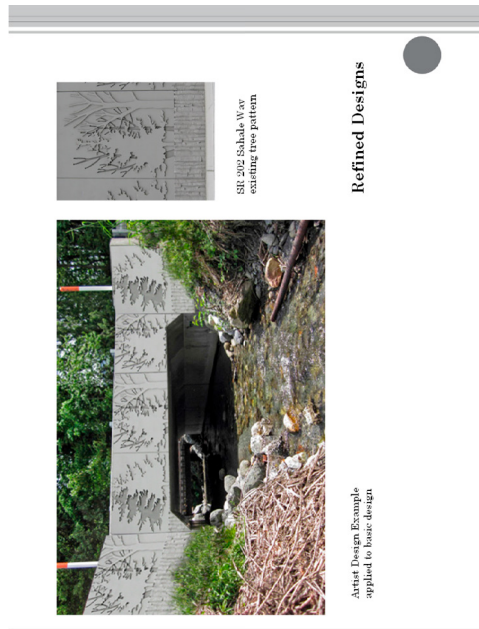 Refined Designs
SR 202 Sahale Way
existing tree pattern
Artist Design Example
applied to basic design